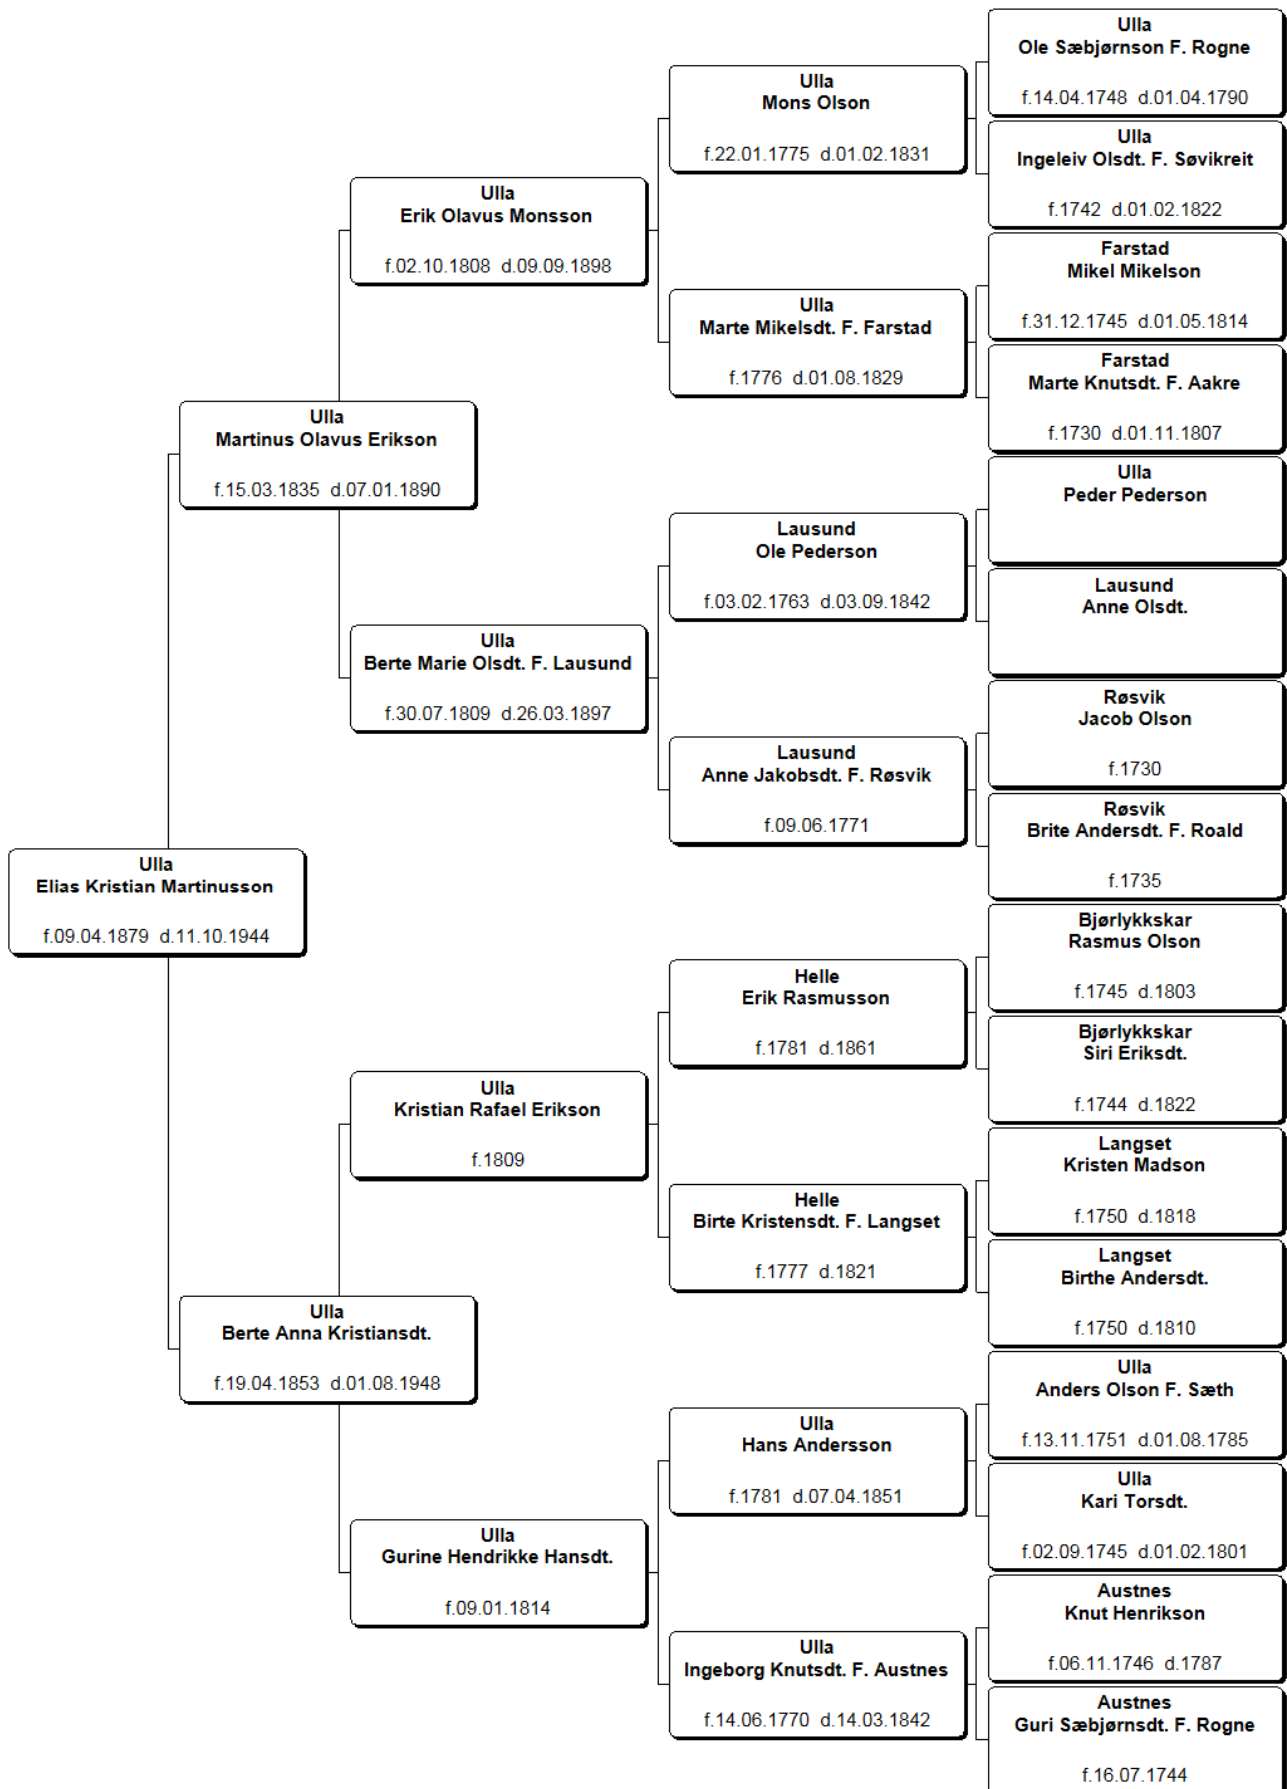 Ulla
Elias Kristian Martinusson
f.09.04.1879 d.11.10.1944
Ulla
Martinus Olavus Erikson
f.15.03.1835 d.07.01.1890
Ulla
Berte Anna Kristiansdt.
f.19.04.1853 d.01.08.1948
Ulla
Erik Olavus Monsson
f.02.10.1808 d.09.09.1898
Ulla
Berte Marie Olsdt. F. Lausund
f.30.07.1809 d.26.03.1897
Ulla
Kristian Rafael Erikson
f.1809
Ulla
Gurine Hendrikke Hansdt.
f.09.01.1814
Ulla
Mons Olson
f.22.01.1775 d.01.02.1831
Ulla
Marte Mikelsdt. F. Farstad
f.1776 d.01.08.1829
Lausund
Ole Pederson
f.03.02.1763 d.03.09.1842
Lausund
Anne Jakobsdt. F. Røsvik
f.09.06.1771
Helle
Erik Rasmusson
f.1781 d.1861
Helle
Birte Kristensdt. F. Langset
f.1777 d.1821
Ulla
Hans Andersson
f.1781 d.07.04.1851
Ulla
Ingeborg Knutsdt. F. Austnes
f.14.06.1770 d.14.03.1842
Ulla
Ole Sæbjørnson F. Rogne
f.14.04.1748 d.01.04.1790
Ulla
Ingeleiv Olsdt. F. Søvikreit
f.1742 d.01.02.1822
Farstad
Mikel Mikelson
f.31.12.1745 d.01.05.1814
Farstad
Marte Knutsdt. F. Aakre
f.1730 d.01.11.1807
Ulla
Peder Pederson
Lausund
Anne Olsdt.
Røsvik
Jacob Olson
f.1730
Røsvik
Brite Andersdt. F. Roald
f.1735
Bjørlykkskar
Rasmus Olson
f.1745 d.1803
Bjørlykkskar
Siri Eriksdt.
f.1744 d.1822
Langset
Kristen Madson
f.1750 d.1818
Langset
Birthe Andersdt.
f.1750 d.1810
Ulla
Anders Olson F. Sæth
f.13.11.1751 d.01.08.1785
Ulla
Kari Torsdt.
f.02.09.1745 d.01.02.1801
Austnes
Knut Henrikson
f.06.11.1746 d.1787
Austnes
Guri Sæbjørnsdt. F. Rogne
f.16.07.1744